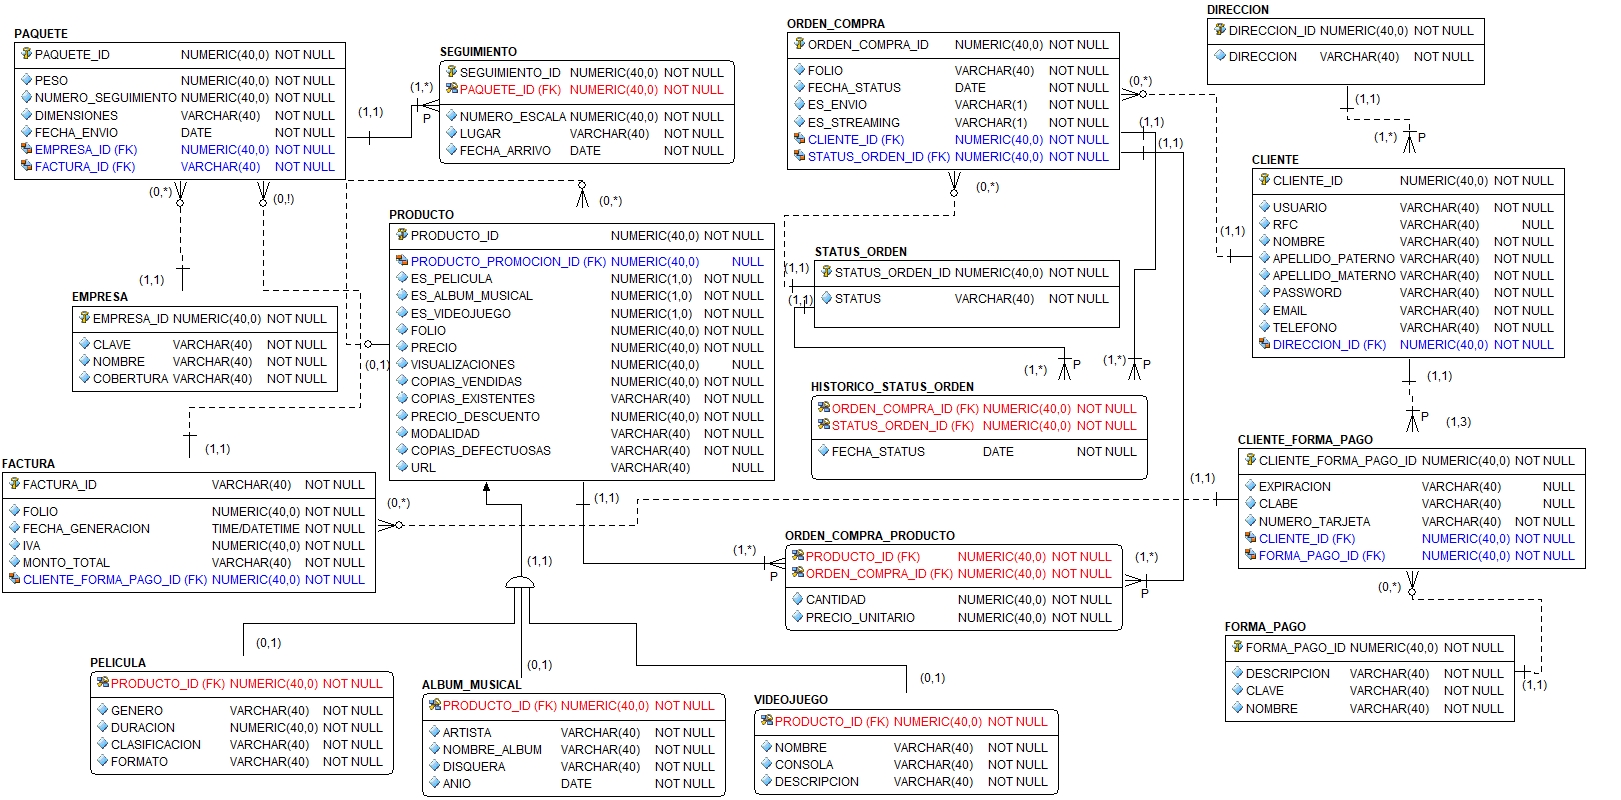 PAQUETE
PAQUETE_ID NUMERIC(40,0) NOT NULL
PESO NUMERIC(40,0) NOT NULL
NUMERO_SEGUIMIENTO NUMERIC(40,0) NOT NULL
DIMENSIONES VARCHAR(40) NOT NULL
FECHA_ENVIO DATE NOT NULL
EMPRESA_ID (FK) NUMERIC(40,0) NOT NULL
FACTURA_ID (FK) VARCHAR(40) NOT NULL
(1,1)
(1,*)
P
SEGUIMIENTO
SEGUIMIENTO_ID NUMERIC(40,0) NOT NULL
PAQUETE_ID (FK) NUMERIC(40,0) NOT NULL
NUMERO_ESCALA NUMERIC(40,0) NOT NULL
LUGAR VARCHAR(40) NOT NULL
FECHA_ARRIVO DATE NOT NULL
ORDEN_COMPRA
ORDEN_COMPRA_ID NUMERIC(40,0) NOT NULL
FOLIO VARCHAR(40) NOT NULL
FECHA_STATUS DATE NOT NULL
ES_ENVIO VARCHAR(1) NOT NULL
ES_STREAMING VARCHAR(1) NOT NULL
CLIENTE_ID (FK) NUMERIC(40,0) NOT NULL
STATUS_ORDEN_ID (FK) NUMERIC(40,0) NOT NULL
(0,*)
(1,1)
(1,1)
(0,*)
DIRECCION
DIRECCION_ID NUMERIC(40,0) NOT NULL
DIRECCION VARCHAR(40) NOT NULL
(1,1)
(1,*)
P
CLIENTE
CLIENTE_ID NUMERIC(40,0) NOT NULL
USUARIO VARCHAR(40) NOT NULL
RFC VARCHAR(40) NULL
NOMBRE VARCHAR(40) NOT NULL
APELLIDO_PATERNO VARCHAR(40) NOT NULL
APELLIDO_MATERNO VARCHAR(40) NOT NULL
PASSWORD VARCHAR(40) NOT NULL
EMAIL VARCHAR(40) NOT NULL
TELEFONO VARCHAR(40) NOT NULL
DIRECCION_ID (FK) NUMERIC(40,0) NOT NULL
(1,1)
(1,1)
P
(1,3)
(0,*)
(0,!)
(1,1)
(0,*)
(0,1)
PRODUCTO
PRODUCTO_ID NUMERIC(40,0) NOT NULL
PRODUCTO_PROMOCION_ID (FK) NUMERIC(40,0) NULL
ES_PELICULA NUMERIC(1,0) NOT NULL
ES_ALBUM_MUSICAL NUMERIC(1,0) NOT NULL
ES_VIDEOJUEGO NUMERIC(1,0) NOT NULL
FOLIO NUMERIC(40,0) NOT NULL
PRECIO NUMERIC(40,0) NOT NULL
VISUALIZACIONES NUMERIC(40,0) NULL
COPIAS_VENDIDAS NUMERIC(40,0) NOT NULL
COPIAS_EXISTENTES VARCHAR(40) NOT NULL
PRECIO_DESCUENTO NUMERIC(40,0) NOT NULL
MODALIDAD VARCHAR(40) NOT NULL
COPIAS_DEFECTUOSAS VARCHAR(40) NOT NULL
URL VARCHAR(40) NULL
STATUS_ORDEN
STATUS_ORDEN_ID NUMERIC(40,0) NOT NULL
STATUS VARCHAR(40) NOT NULL
(1,1)
(1,1)
(1,*)
P
(1,*)
P
HISTORICO_STATUS_ORDEN
ORDEN_COMPRA_ID (FK) NUMERIC(40,0) NOT NULL
STATUS_ORDEN_ID (FK) NUMERIC(40,0) NOT NULL
FECHA_STATUS DATE NOT NULL
EMPRESA
EMPRESA_ID NUMERIC(40,0) NOT NULL
CLAVE VARCHAR(40) NOT NULL
NOMBRE VARCHAR(40) NOT NULL
COBERTURA VARCHAR(40) NOT NULL
(1,1)
FACTURA
FACTURA_ID VARCHAR(40) NOT NULL
FOLIO NUMERIC(40,0) NOT NULL
FECHA_GENERACION TIME/DATETIME NOT NULL
IVA NUMERIC(40,0) NOT NULL
MONTO_TOTAL VARCHAR(40) NOT NULL
CLIENTE_FORMA_PAGO_ID (FK) NUMERIC(40,0) NOT NULL
(0,*)
(1,1)
(1,1)
CLIENTE_FORMA_PAGO
CLIENTE_FORMA_PAGO_ID NUMERIC(40,0) NOT NULL
EXPIRACION VARCHAR(40) NULL
CLABE VARCHAR(40) NULL
NUMERO_TARJETA VARCHAR(40) NOT NULL
CLIENTE_ID (FK) NUMERIC(40,0) NOT NULL
FORMA_PAGO_ID (FK) NUMERIC(40,0) NOT NULL
(0,*)
(1,1)
(1,*)
P
ORDEN_COMPRA_PRODUCTO
PRODUCTO_ID (FK) NUMERIC(40,0) NOT NULL
ORDEN_COMPRA_ID (FK) NUMERIC(40,0) NOT NULL
CANTIDAD NUMERIC(40,0) NOT NULL
PRECIO_UNITARIO NUMERIC(40,0) NOT NULL
(1,*)
P
FORMA_PAGO
FORMA_PAGO_ID NUMERIC(40,0) NOT NULL
DESCRIPCION VARCHAR(40) NOT NULL
CLAVE VARCHAR(40) NOT NULL
NOMBRE VARCHAR(40) NOT NULL
(1,1)
(1,1)
(0,1)
(0,1)
(0,1)
PELICULA
PRODUCTO_ID (FK) NUMERIC(40,0) NOT NULL
GENERO VARCHAR(40) NOT NULL
DURACION NUMERIC(40,0) NOT NULL
CLASIFICACION VARCHAR(40) NOT NULL
FORMATO VARCHAR(40) NOT NULL
ALBUM_MUSICAL
PRODUCTO_ID (FK) NUMERIC(40,0) NOT NULL
ARTISTA VARCHAR(40) NOT NULL
NOMBRE_ALBUM VARCHAR(40) NOT NULL
DISQUERA VARCHAR(40) NOT NULL
ANIO DATE NOT NULL
VIDEOJUEGO
PRODUCTO_ID (FK) NUMERIC(40,0) NOT NULL
NOMBRE VARCHAR(40) NOT NULL
CONSOLA VARCHAR(40) NOT NULL
DESCRIPCION VARCHAR(40) NOT NULL